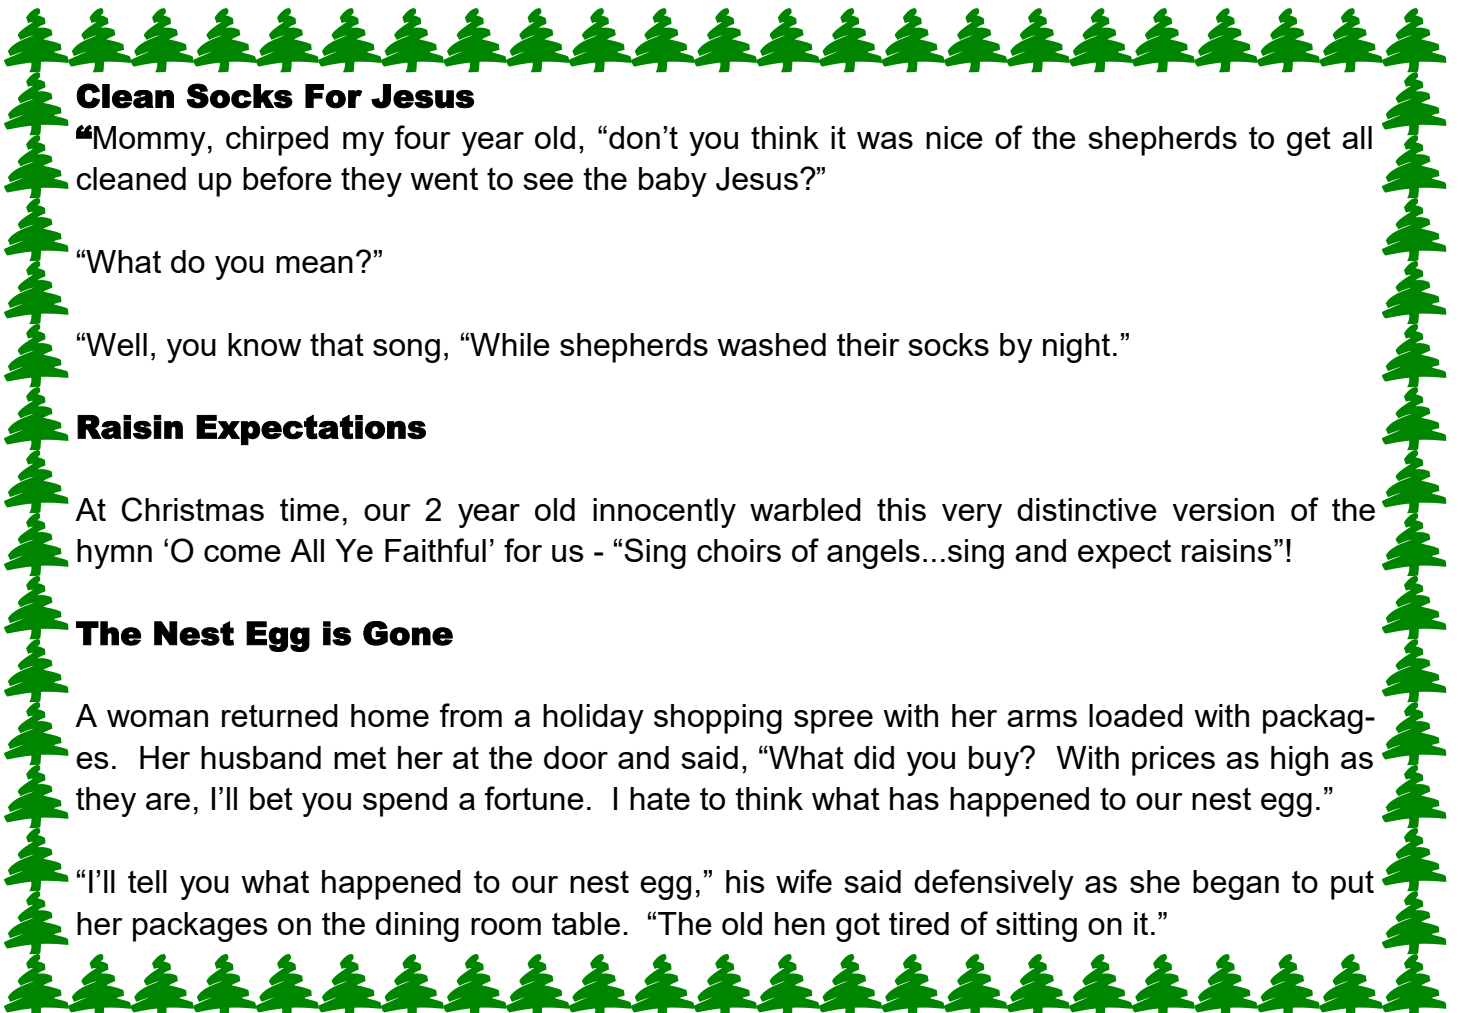 Clean Socks For Jesus
“Mommy, chirped my four year old, “don’t you think it was nice of the shepherds to get all
cleaned up before they went to see the baby Jesus?”
“What do you mean?”
“Well, you know that song, “While shepherds washed their socks by night.”
Raisin Expectations
At Christmas time, our 2 year old innocently warbled this very distinctive version of the
hymn ‘O come All Ye Faithful’ for us - “Sing choirs of angels...sing and expect raisins”!
The Nest Egg is Gone
A woman returned home from a holiday shopping spree with her arms loaded with packag-
es.  Her husband met her at the door and said, “What did you buy?  With prices as high as
they are, I’ll bet you spend a fortune.  I hate to think what has happened to our nest egg.”
“I’ll tell you what happened to our nest egg,” his wife said defensively as she began to put
her packages on the dining room table.  “The old hen got tired of sitting on it.”